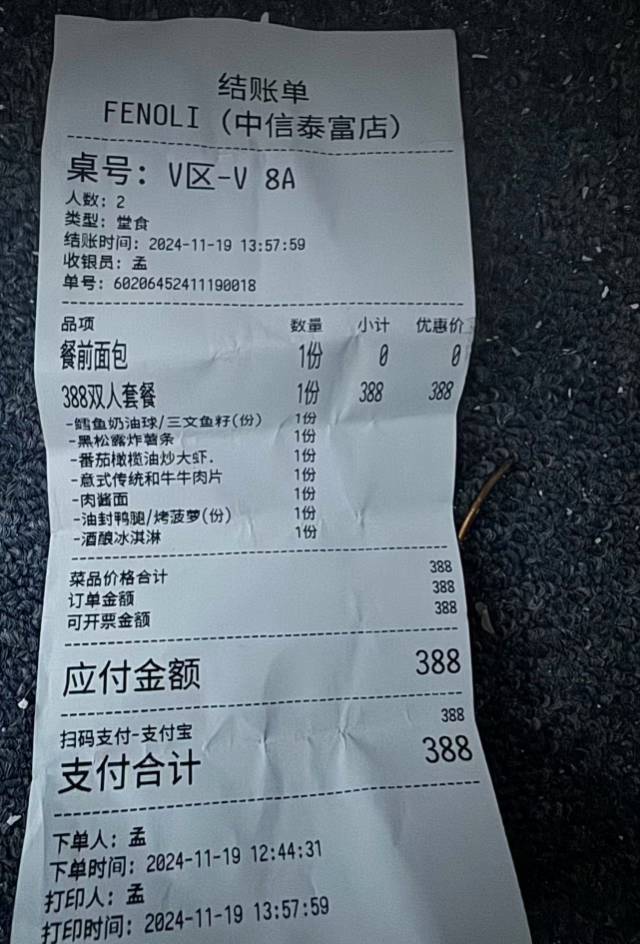 结账单
FENOLI (中信泰富店)
桌号: V区-V 8A
人数: 2
类型: 堂食
结账时间: 2024-11-19 13:57:59
收银员: 孟
单号: 60206452411190018
品项 数量 小计 优惠价
餐前面包 1份 0 0
388双人套餐 1份 388 388
-鳕鱼奶油球/三文鱼籽(份) 1份
-黑松露炸薯条 1份
-番茄橄榄油炒大虾. 1份
-意式传统和牛牛肉片 1份
-肉酱面 1份
-油封鸭腿/烤菠萝(份) 1份
-酒酿冰淇淋 1份
菜品价格合计 388
订单金额 388
可开票金额 388
应付金额 388
扫码支付-支付宝 388
支付合计 388
下单人: 孟
下单时间: 2024-11-19 12:44:31
打印人: 孟
打印时间: 2024-11-19 13:57:59